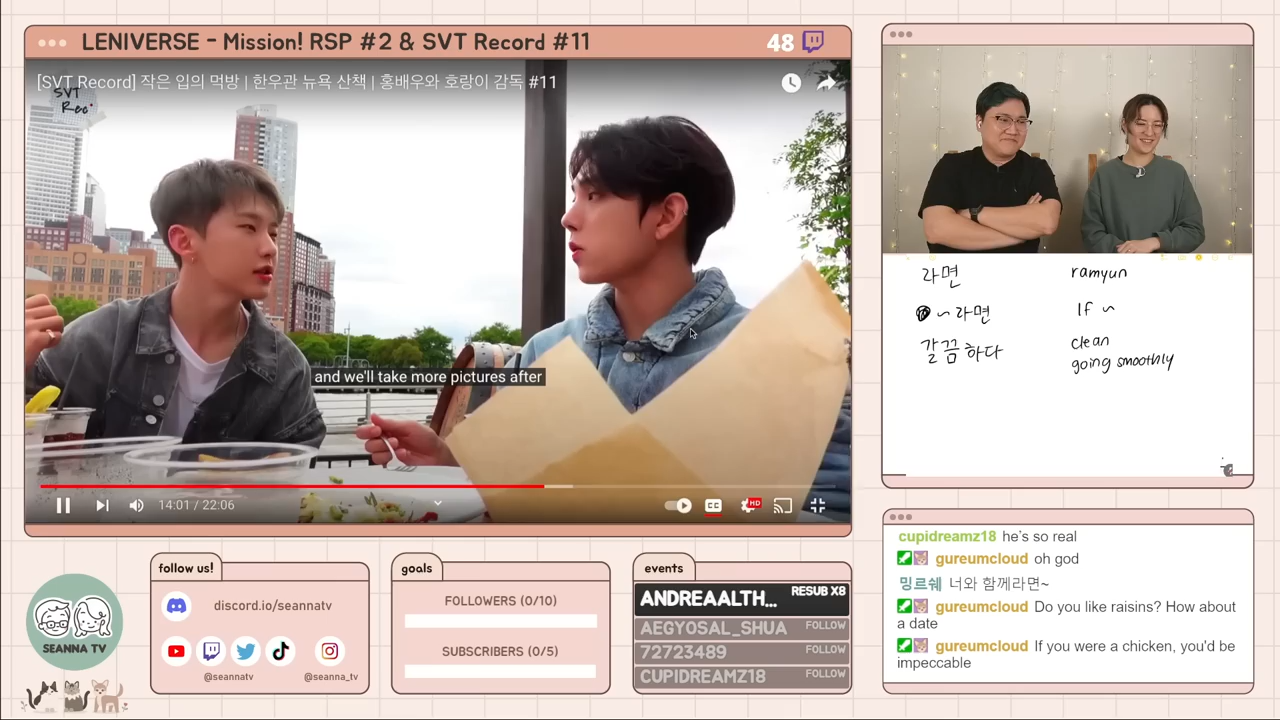 LENIVERSE - Mission! RSP #2 & SVT Record #11
48
[SVT Record] 작은 입의 먹방 | 한우관 뉴욕 산책 | 홍배우와 호랑이 감독 #11
SVT
Rec
and we'll take more pictures after
14:01 / 22:06
CC
HD
라면 ramyun
~라면 If ~
갈끔하다 clean
going smoothly
cupidreamz18 he's so real
gureumcloud oh god
밍르쉐 너와 함께라면~
gureumcloud Do you like raisins? How about
a date
gureumcloud If you were a chicken, you'd be
impeccable
SEANNA TV
follow us!
discord.io/seannatv
@seannatv
@seanna_tv
goals
FOLLOWERS (0/10)
SUBSCRIBERS (0/5)
events
ANDREAALTH... RESUB X8
AEGYOSAL_SHUA FOLLOW
72723489 FOLLOW
CUPIDREAMZ18 FOLLOW